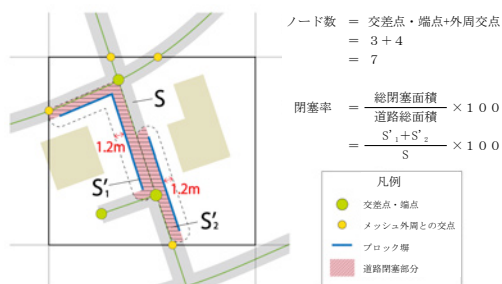 ノード数 = 交差点・端点+外周交点
= 3+4
= 7
閉塞率 = 総閉塞面積 / 道路総面積 ×100
= S'₁+S'₂ / S ×100
S
1.2m
S'₁
1.2m
S'₂
凡例
交差点・端点
メッシュ外周との交点
ブロック塀
道路閉塞部分